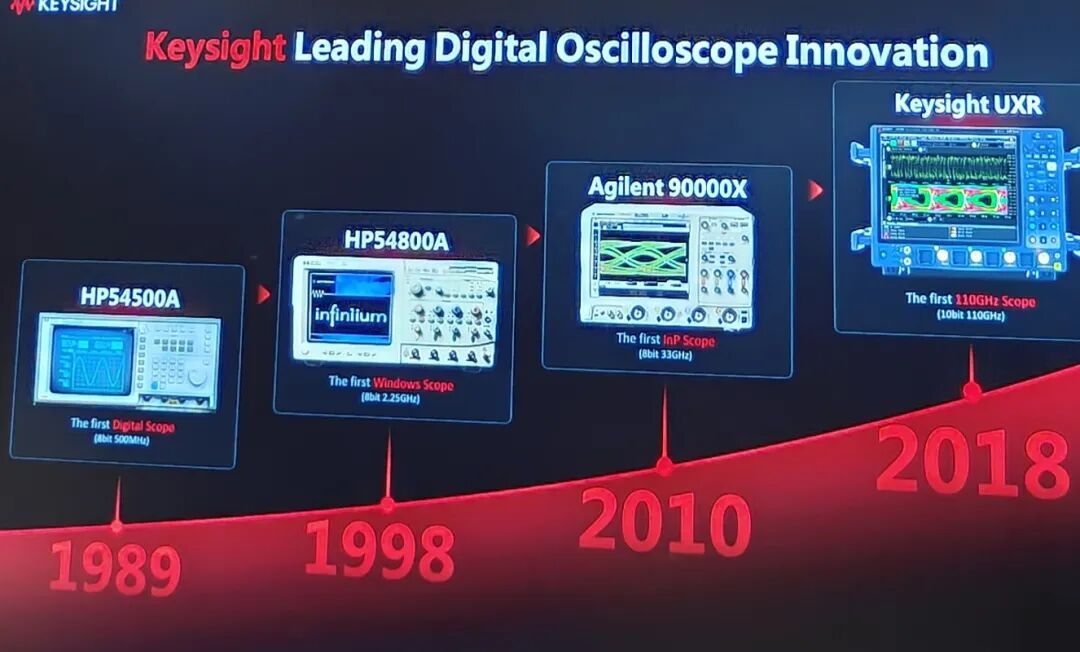 KEYSIGHT
Keysight Leading Digital Oscilloscope Innovation
HP54500A
The first Digital Scope
(8bit 500MHz)
1989
HP54800A
infiniium
The first Windows Scope
(8bit 2.25GHz)
1998
Agilent 90000X
The first InP Scope
(8bit 33GHz)
2010
Keysight UXR
The first 110GHz Scope
(10bit 110GHz)
2018